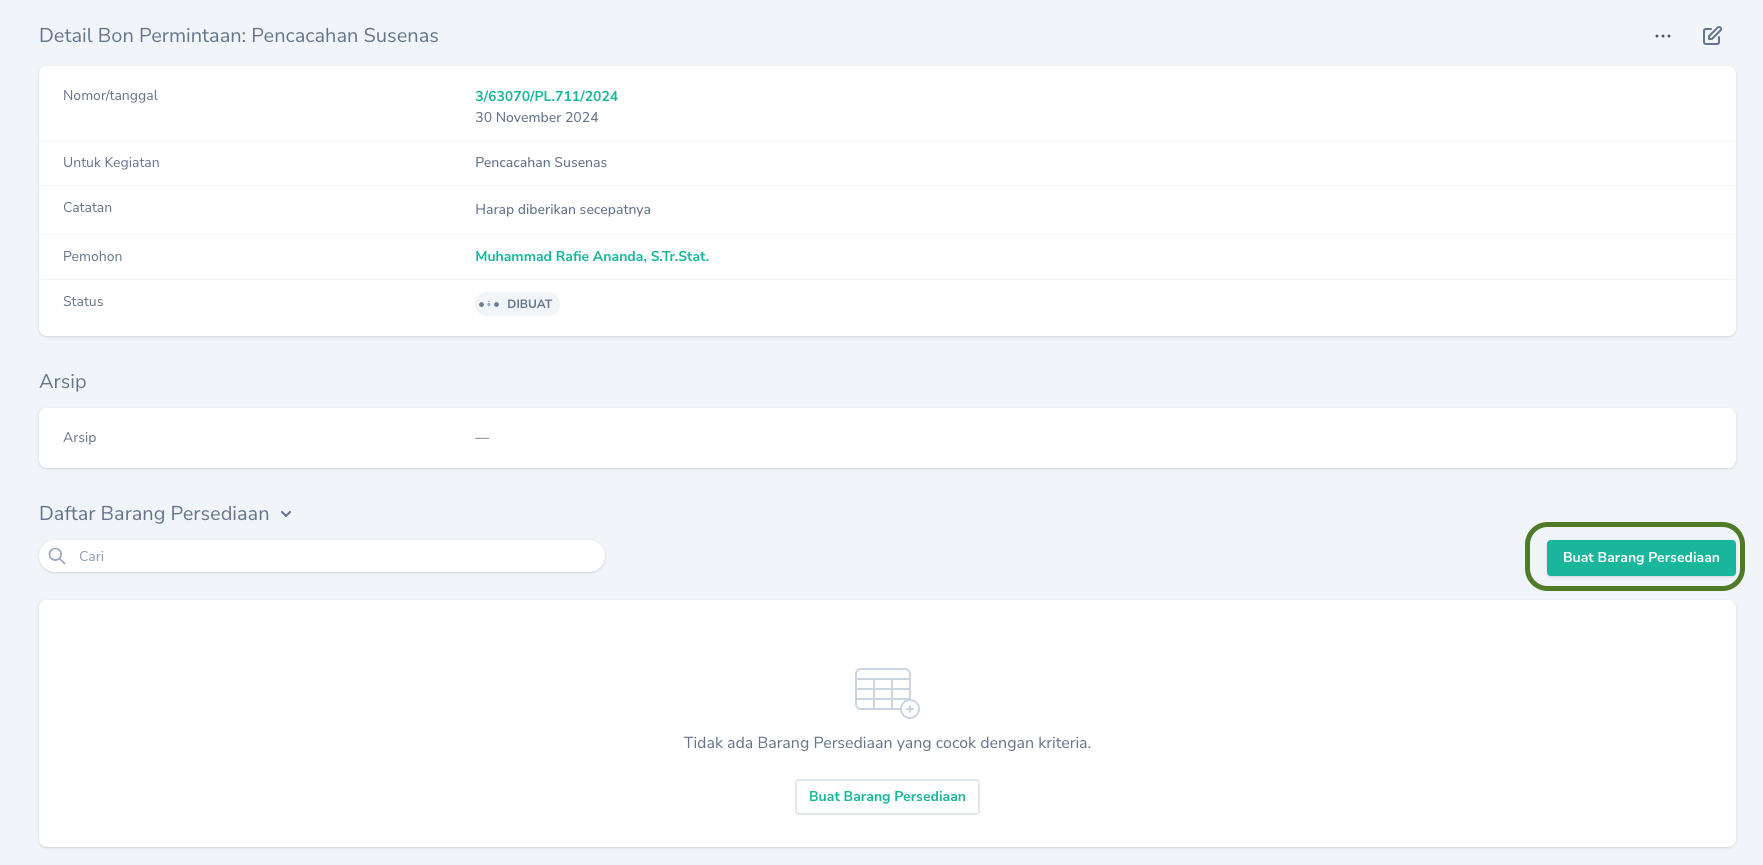 Detail Bon Permintaan: Pencacahan Susenas
Nomor/tanggal
3/63070/PL.711/2024
30 November 2024
Untuk Kegiatan
Pencacahan Susenas
Catatan
Harap diberikan secepatnya
Pemohon
Muhammad Rafie Ananda, S.Tr.Stat.
Status
DIBUAT
Arsip
Arsip
—
Daftar Barang Persediaan
Cari
Buat Barang Persediaan
Tidak ada Barang Persediaan yang cocok dengan kriteria.
Buat Barang Persediaan